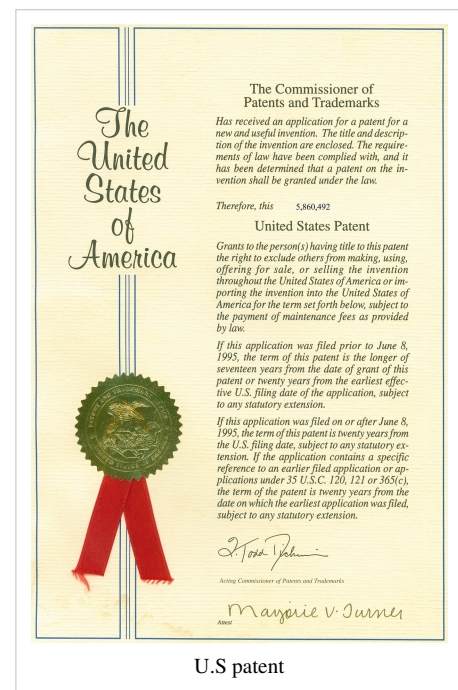 The
United
States
of
America
The Commissioner of
Patents and Trademarks
Has received an application for a patent for a
new and useful invention. The title and descrip-
tion of the invention are enclosed. The require-
ments of law have been complied with, and it
has been determined that a patent on the in-
vention shall be granted under the law.
Therefore, this 5,860,492
United States Patent
Grants to the person(s) having title to this patent
the right to exclude others from making, using,
offering for sale, or selling the invention
throughout the United States of America or im-
porting the invention into the United States of
America for the term set forth below, subject to
the payment of maintenance fees as provided
by law.
If this application was filed prior to June 8,
1995, the term of this patent is the longer of
seventeen years from the date of grant of this
patent or twenty years from the earliest effec-
tive U.S. filing date of the application, subject
to any statutory extension.
If this application was filed on or after June 8,
1995, the term of this patent is twenty years from
the U.S. filing date, subject to any statutory ex-
tension. If the application contains a specific
reference to an earlier filed application or ap-
plications under 35 U.S.C. 120, 121 or 365(c),
the term of the patent is twenty years from the
date on which the earliest application was filed,
subject to any statutory extension.
Acting Commissioner of Patents and Trademarks
Marjorie V. Turner
Attest
U.S patent